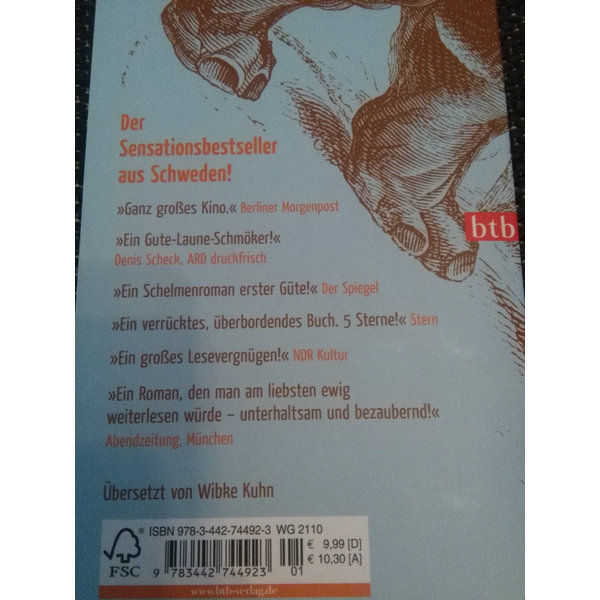 Der
Sensationsbestseller
aus Schweden!
»Ganz großes Kino.« Berliner Morgenpost
btb
»Ein Gute-Laune-Schmöker!«
Denis Scheck, ARD druckfrisch
»Ein Schelmenroman erster Güte!« Der Spiegel
»Ein verrücktes, überbordendes Buch. 5 Sterne!« Stern
»Ein großes Lesevergnügen!« NDR Kultur
»Ein Roman, den man am liebsten ewig
weiterlesen würde – unterhaltsam und bezaubernd!«
Abendzeitung, München
Übersetzt von Wibke Kuhn
® ISBN 978-3-442-74492-3 WG 2110
€ 9,99 [D]
€ 10,30 [A]
FSC
9 783442 744923 01
www.btb-verlag.de